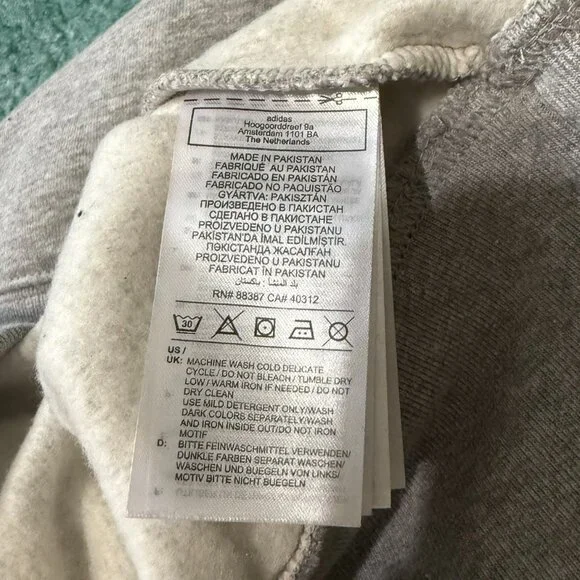 adidas
Hoogoorddreef 9a
Amsterdam 1101 BA
The Netherlands
MADE IN PAKISTAN
FABRIQUÉ AU PAKISTAN
FABRICADO EN PAKISTÁN
FABRICADO NO PAQUISTÃO
GYÁRTVA: PAKISZTÁN
ПРОИЗВЕДЕНО В ПАКИСТАН
СДЕЛАНО В ПАКИСТАНЕ
PROIZVEDENO U PAKISTANU
PAKİSTAN'DA İMAL EDİLMİŞTİR
ПӘКІСТАНДА ЖАСАЛҒАН
PROIZVEDENO U PAKISTANU
FABRICAT ÎN PAKISTAN
بلد المنشأ : باكستان
RN# 88387 CA# 40312
30
US /
UK: MACHINE WASH COLD DELICATE
CYCLE / DO NOT BLEACH / TUMBLE DRY
LOW / WARM IRON IF NEEDED / DO NOT
DRY CLEAN
USE MILD DETERGENT ONLY/WASH
DARK COLORS SEPARATELY/WASH
AND IRON INSIDE OUT/DO NOT IRON
MOTIF
D: BITTE FEINWASCHMITTEL VERWENDEN/
DUNKLE FARBEN SEPARAT WASCHEN/
WASCHEN UND BUEGELN VON LINKS/
MOTIV BITTE NICHT BUEGELN